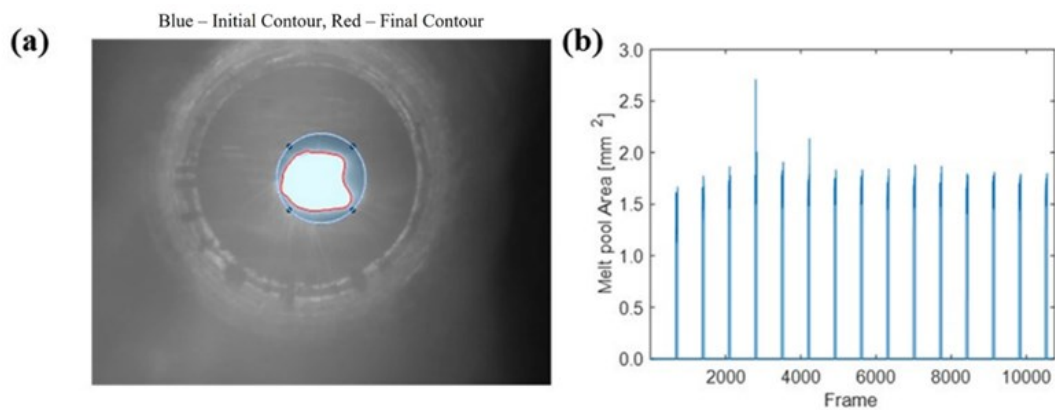 Blue – Initial Contour, Red – Final Contour
(a)
(b)
3.0
2.5
2.0
1.5
1.0
0.5
0.0
Melt pool Area [mm^2]
2000 4000 6000 8000 10000
Frame